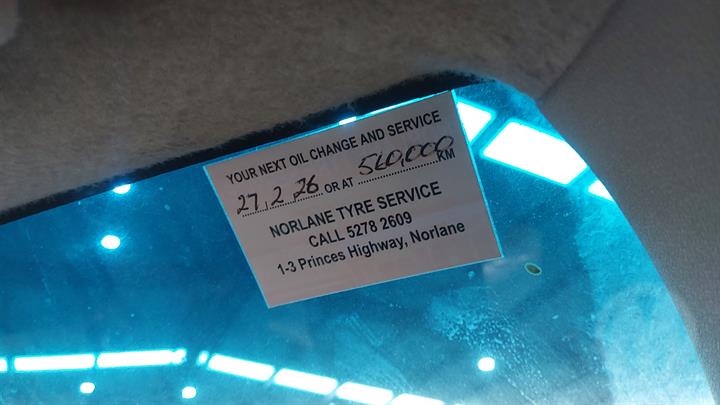 YOUR NEXT OIL CHANGE AND SERVICE
27, 2, 26 OR AT 560,000 KM
NORLANE TYRE SERVICE
CALL 5278 2609
1-3 Princes Highway, Norlane